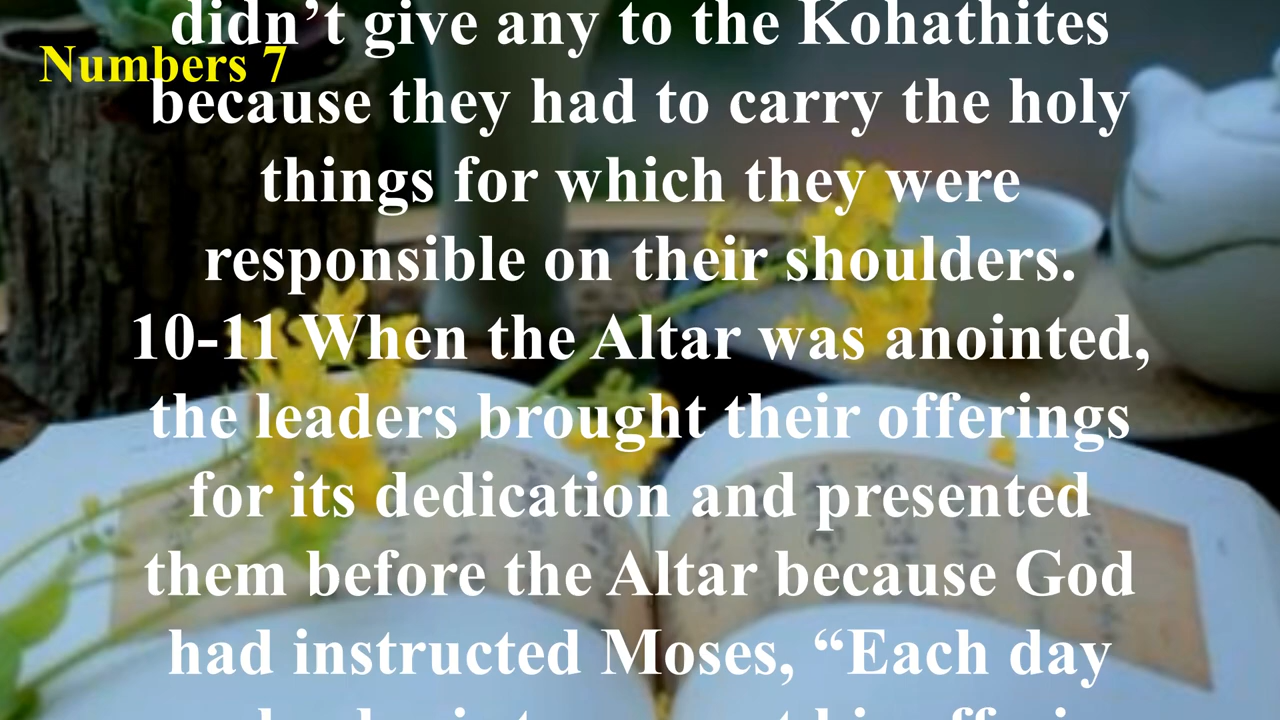 didn’t give any to the Kohathites
Numbers 7
because they had to carry the holy
things for which they were
responsible on their shoulders.
10-11 When the Altar was anointed,
the leaders brought their offerings
for its dedication and presented
them before the Altar because God
had instructed Moses, “Each day